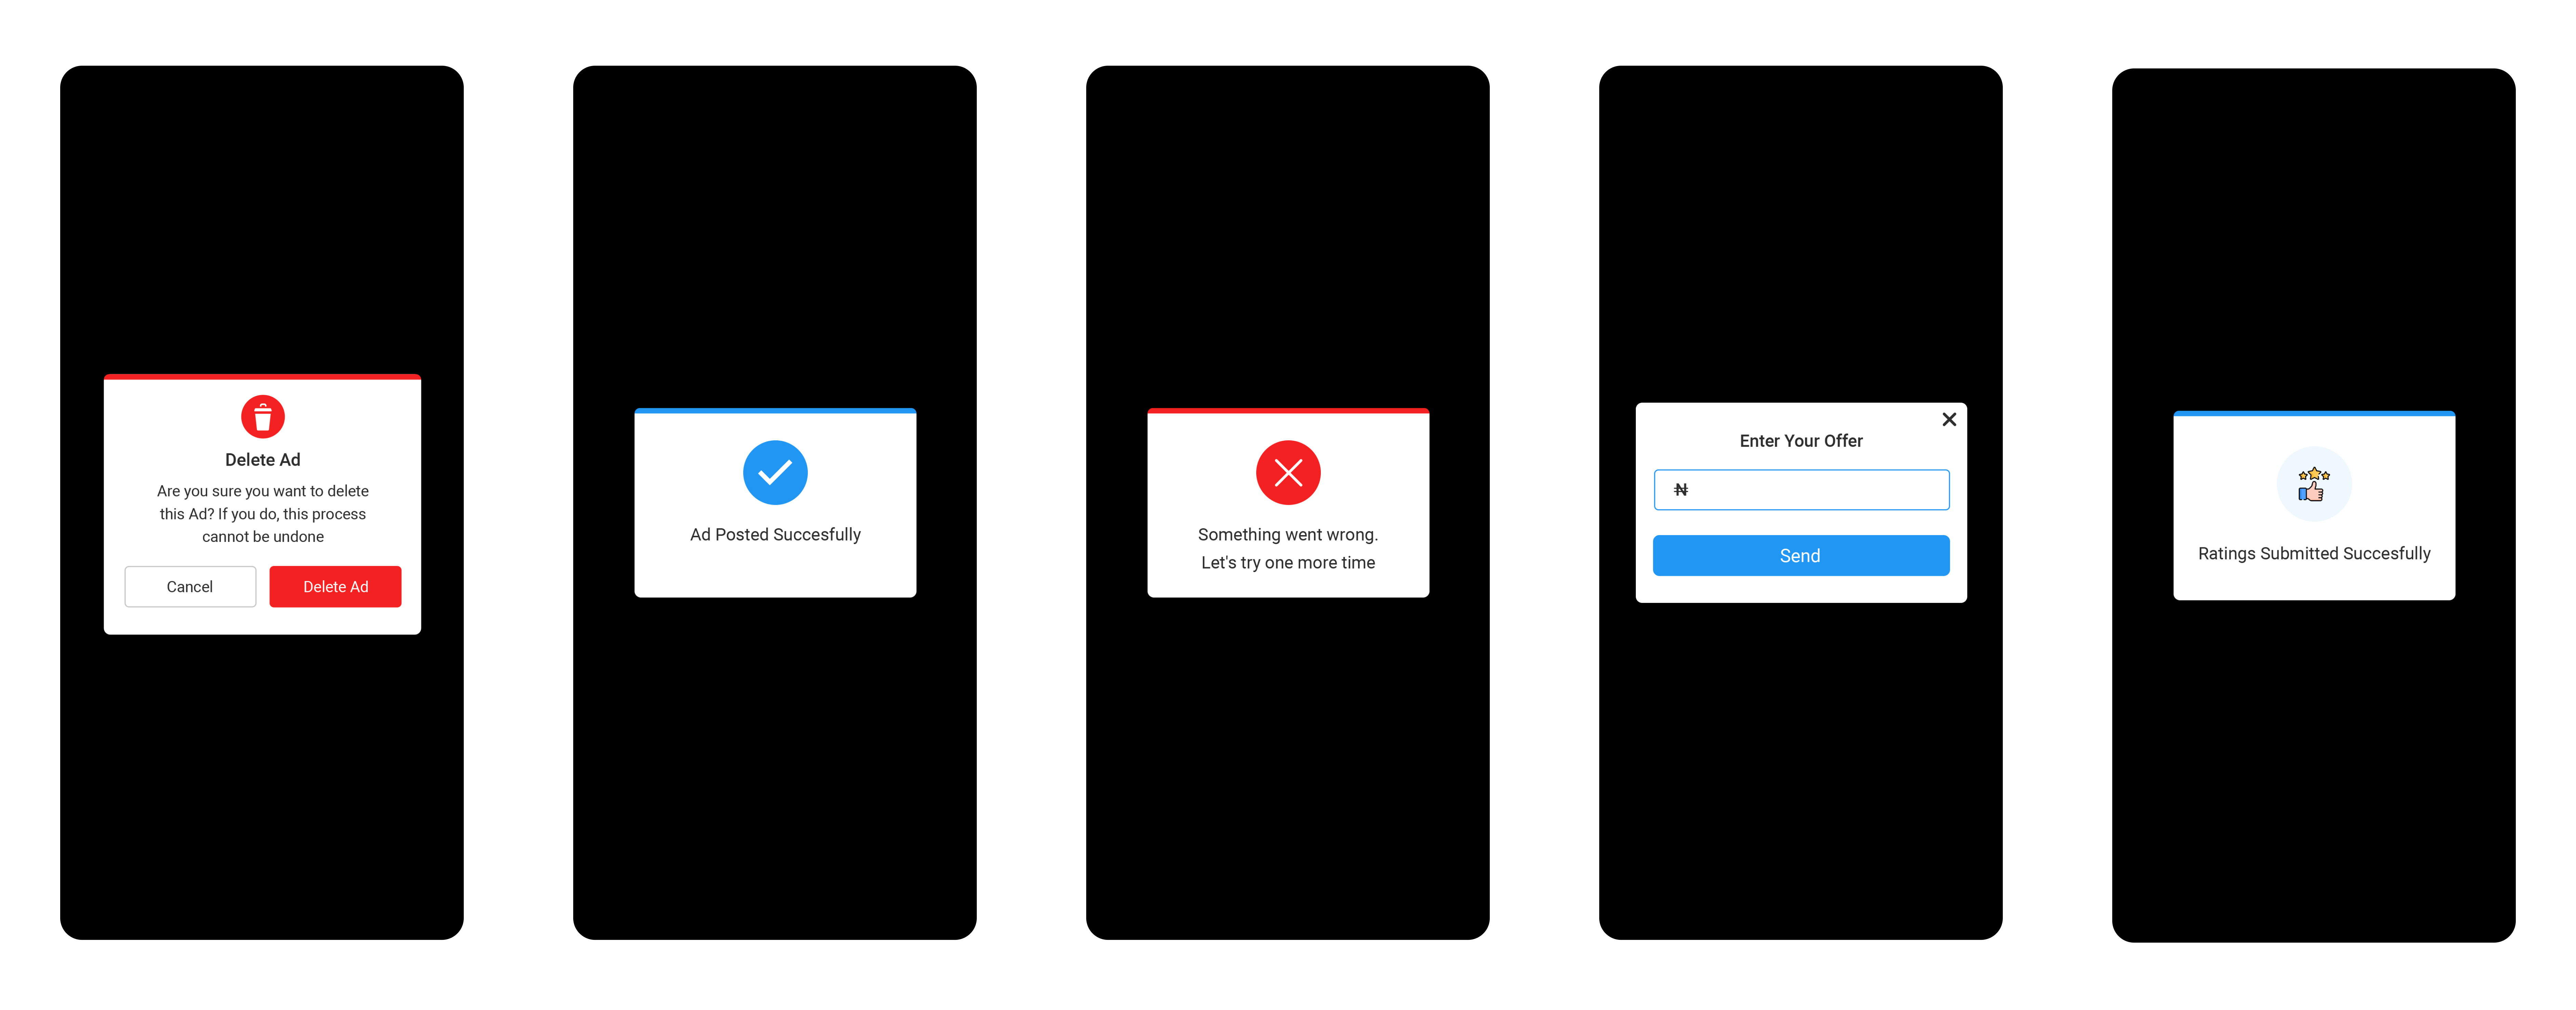 Delete Ad
Are you sure you want to delete
this Ad? If you do, this process
cannot be undone
Cancel
Delete Ad
Ad Posted Succesfully
Something went wrong.
Let's try one more time
Enter Your Offer
₦
Send
Ratings Submitted Succesfully